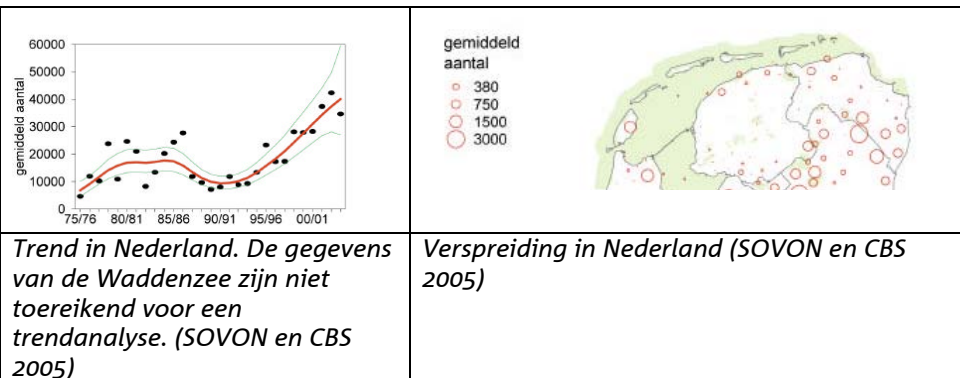 60000
50000
40000
30000
20000
10000
0
gemiddeld aantal
75/76 80/81 85/86 90/91 95/96 00/01
gemiddeld
aantal
380
750
1500
3000
Trend in Nederland. De gegevens
van de Waddenzee zijn niet
toereikend voor een
trendanalyse. (SOVON en CBS
2005)
Verspreiding in Nederland (SOVON en CBS
2005)